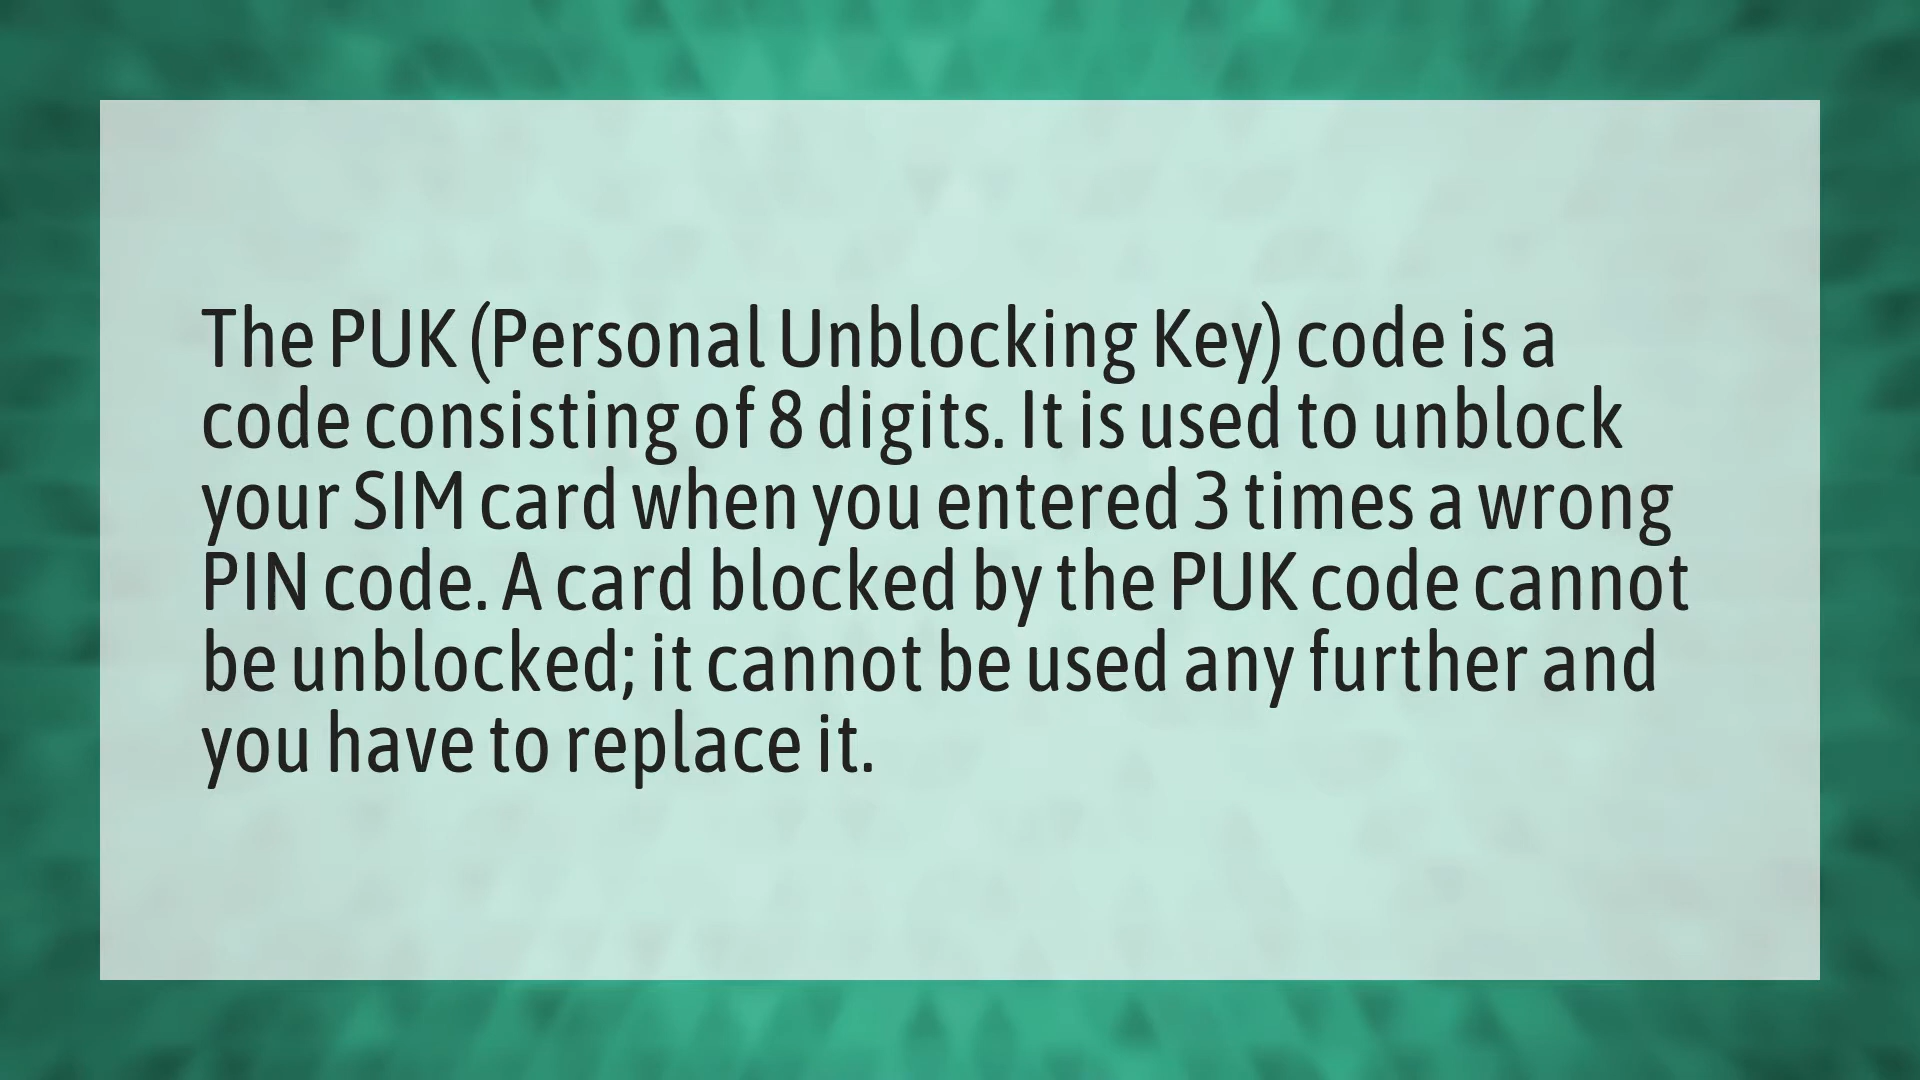 The PUK (Personal Unblocking Key) code is a
code consisting of 8 digits. It is used to unblock
your SIM card when you entered 3 times a wrong
PIN code. A card blocked by the PUK code cannot
be unblocked; it cannot be used any further and
you have to replace it.